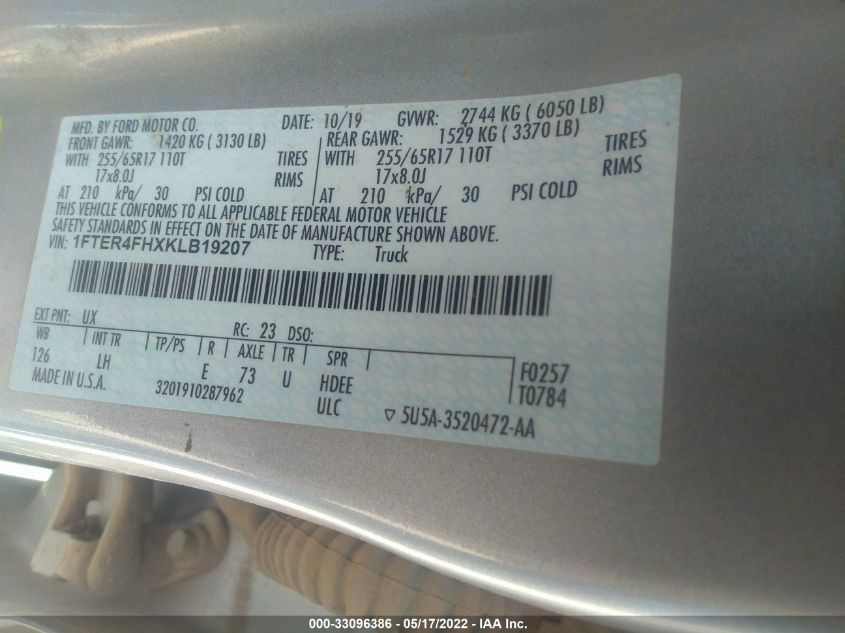 MFD. BY FORD MOTOR CO. DATE: 10/19 GVWR: 2744 KG ( 6050 LB)
FRONT GAWR: 1420 KG ( 3130 LB) REAR GAWR: 1529 KG ( 3370 LB)
WITH 255/65R17 110T TIRES WITH 255/65R17 110T TIRES
17x8.0J RIMS 17x8.0J RIMS
AT 210 kPa/ 30 PSI COLD AT 210 kPa/ 30 PSI COLD
THIS VEHICLE CONFORMS TO ALL APPLICABLE FEDERAL MOTOR VEHICLE
SAFETY STANDARDS IN EFFECT ON THE DATE OF MANUFACTURE SHOWN ABOVE.
VIN: 1FTER4FHXKLB19207 TYPE: Truck
EXT PNT: UX RC: 23 DSO:
WB INT TR TP/PS R AXLE TR SPR
126 LH E 73 U HDEE F0257
MADE IN U.S.A. 3201910287962 ULC T0784
5U5A-3520472-AA
000-33096386 - 05/17/2022 - IAA Inc.